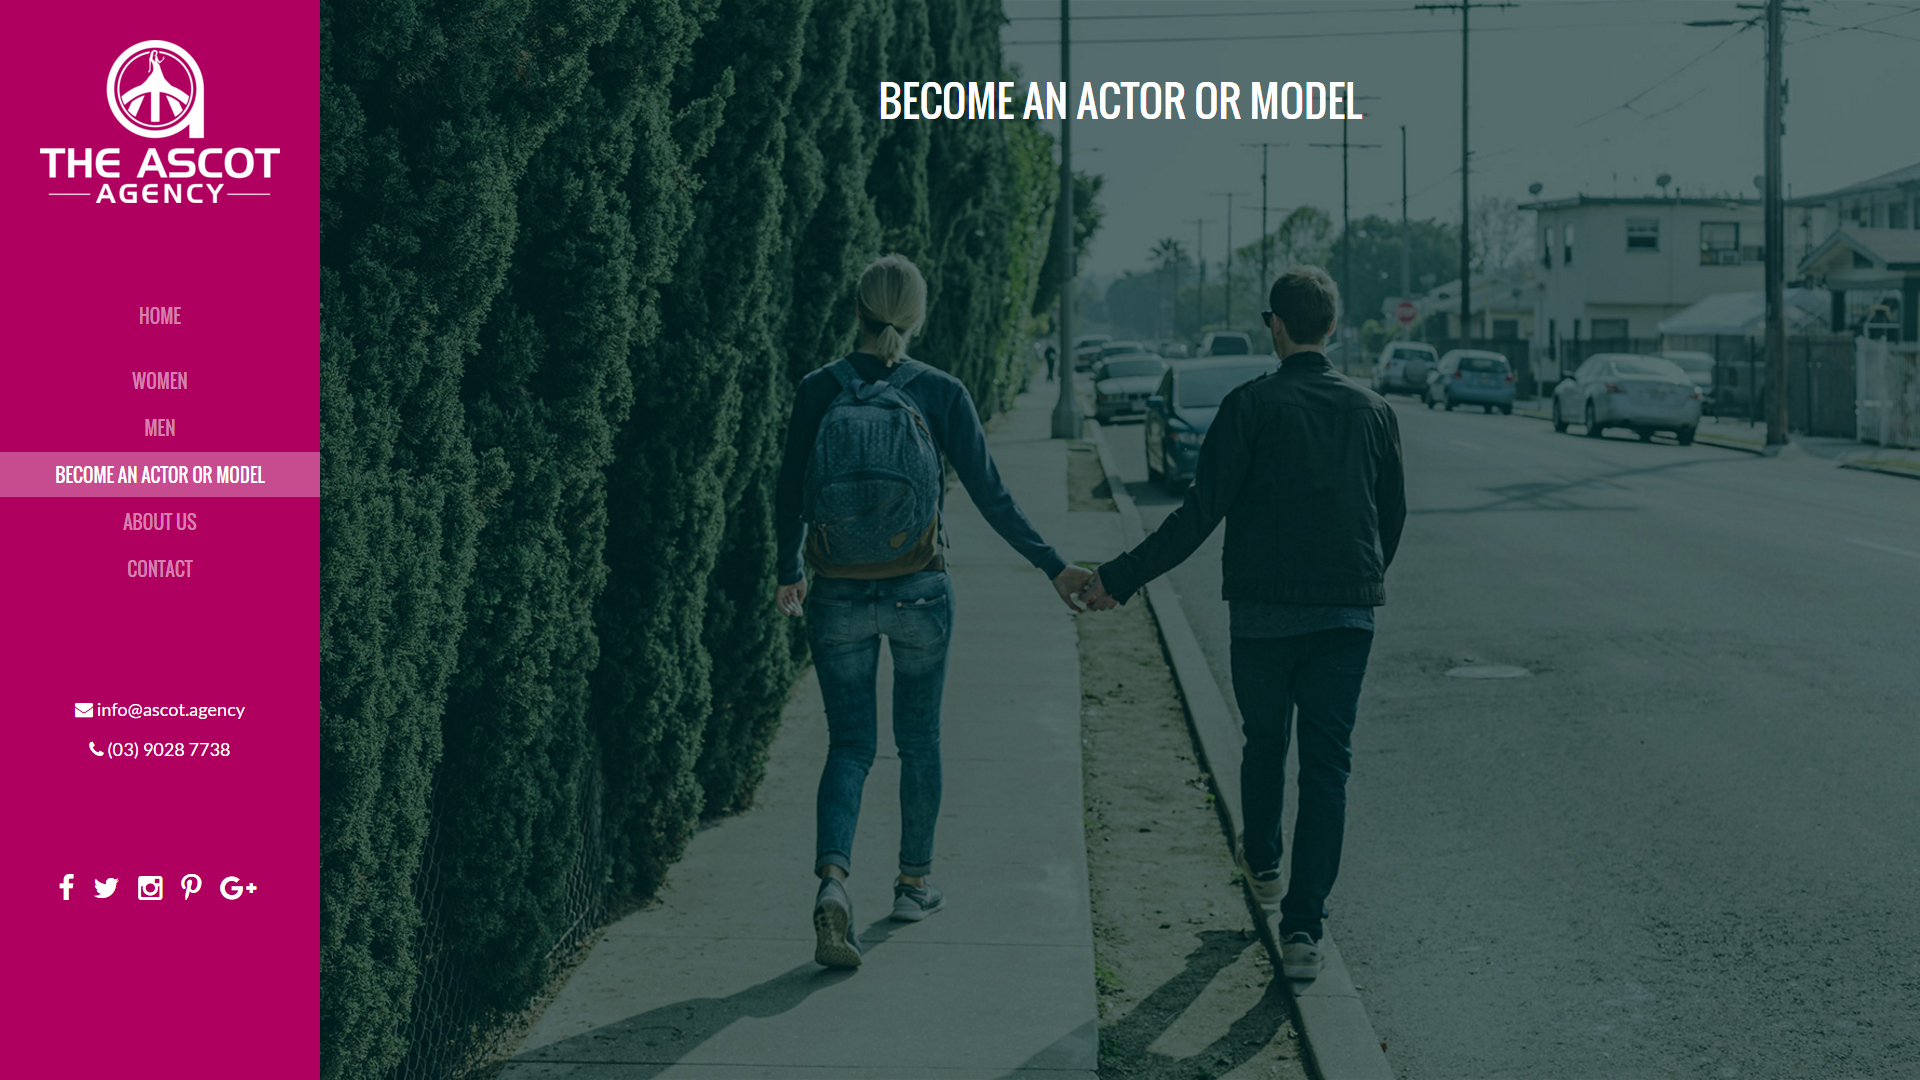 THE ASCOT
AGENCY
HOME
WOMEN
MEN
BECOME AN ACTOR OR MODEL
ABOUT US
CONTACT
info@ascot.agency
(03) 9028 7738
BECOME AN ACTOR OR MODEL